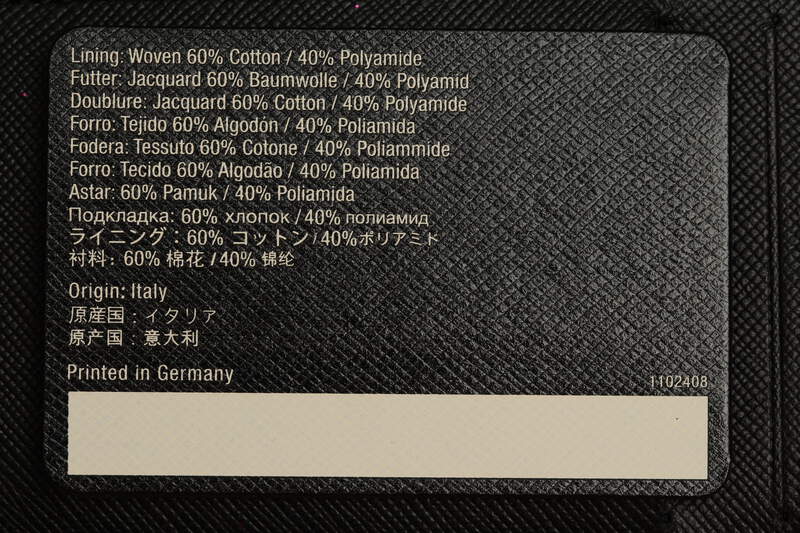 Lining: Woven 60% Cotton / 40% Polyamide
Futter: Jacquard 60% Baumwolle / 40% Polyamid
Doublure: Jacquard 60% Cotton / 40% Polyamide
Forro: Tejido 60% Algodón / 40% Poliamida
Fodera: Tessuto 60% Cotone / 40% Poliammmide
Forro: Tecido 60% Algodão / 40% Poliamida
Astar: 60% Pamuk / 40% Poliamida
Подкладка: 60% хлопок / 40% полиамид
ライニング：60% コットン / 40%ポリアミド
衬料：60% 棉花 / 40% 锦纶
Origin: Italy
原産国：イタリア
原产国：意大利
Printed in Germany
1102408